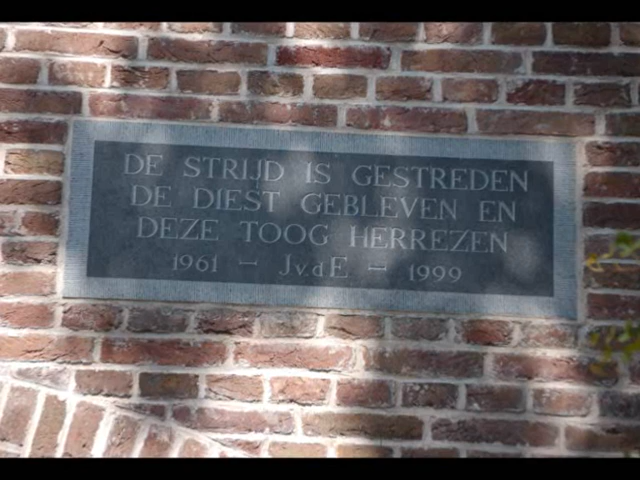 DE STRIJD IS GESTREDEN
DE DIEST GEBLEVEN EN
DEZE TOOG HERREZEN
1961 – J.v.d E – 1999